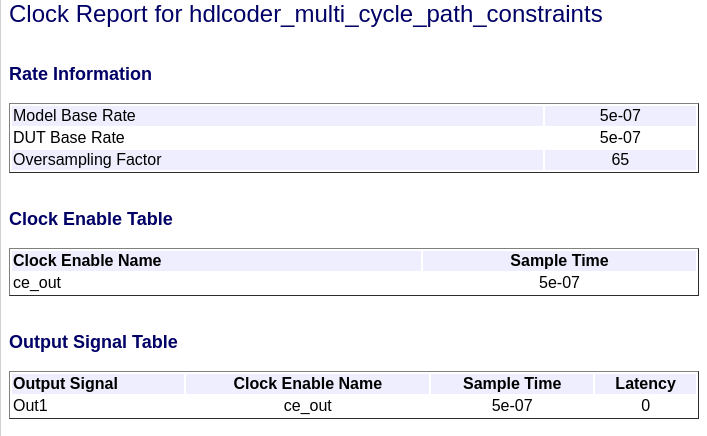 Clock Report for hdlcoder_multi_cycle_path_constraints
Rate Information
Model Base Rate 5e-07
DUT Base Rate 5e-07
Oversampling Factor 65
Clock Enable Table
Clock Enable Name Sample Time
ce_out 5e-07
Output Signal Table
Output Signal Clock Enable Name Sample Time Latency
Out1 ce_out 5e-07 0